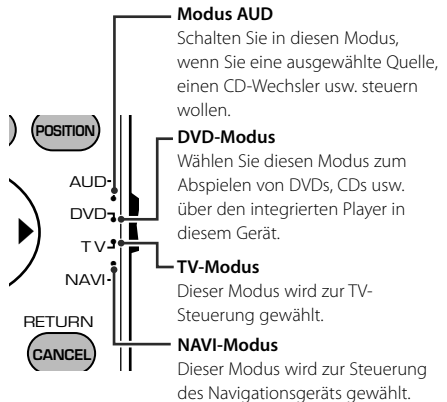 Modus AUD
Schalten Sie in diesen Modus,
wenn Sie eine ausgewählte Quelle,
einen CD-Wechsler usw. steuern
wollen.
POSITION
DVD-Modus
Wählen Sie diesen Modus zum
Abspielen von DVDs, CDs usw.
über den integrierten Player in
diesem Gerät.
AUD
DVD
TV
NAVI
TV-Modus
Dieser Modus wird zur TV-
Steuerung gewählt.
RETURN
CANCEL
NAVI-Modus
Dieser Modus wird zur Steuerung
des Navigationsgeräts gewählt.